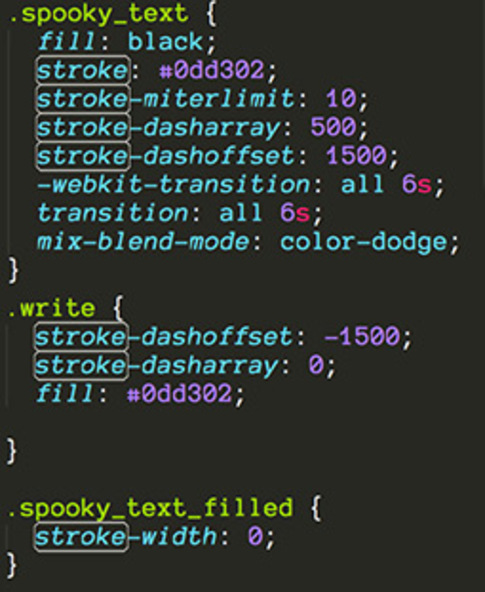 .spooky_text {
fill: black;
stroke: #0dd302;
stroke-miterlimit: 10;
stroke-dasharray: 500;
stroke-dashoffset: 1500;
-webkit-transition: all 6s;
transition: all 6s;
mix-blend-mode: color-dodge;
}
.write {
stroke-dashoffset: -1500;
stroke-dasharray: 0;
fill: #0dd302;
}
.spooky_text_filled {
stroke-width: 0;
}